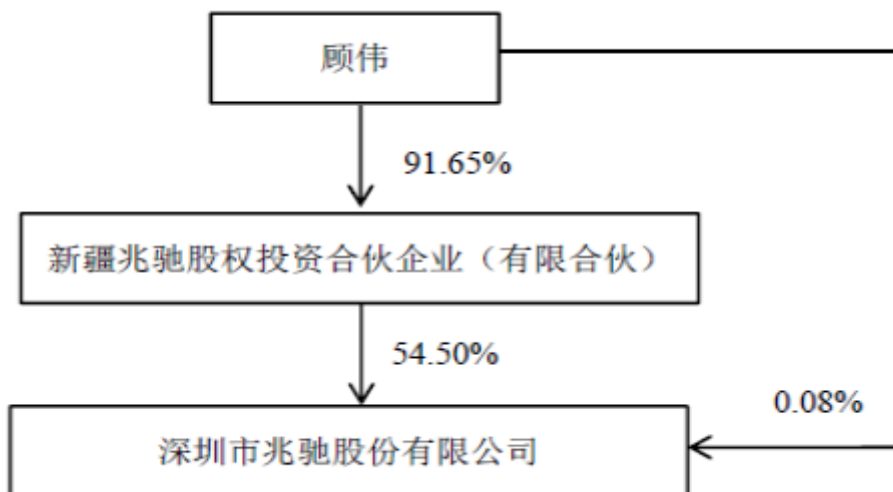 顾伟
91.65%
新疆兆驰股权投资合伙企业（有限合伙）
54.50%
0.08%
深圳市兆驰股份有限公司